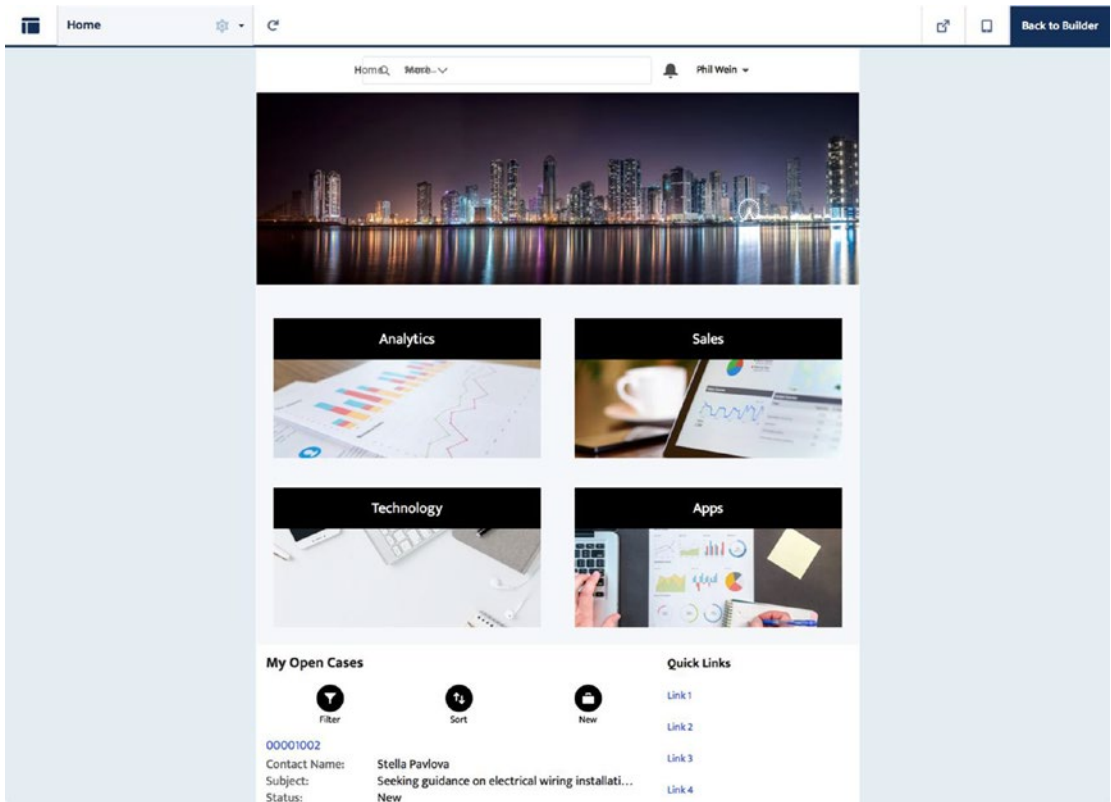 Home
Back to Builder
Home
More
Phil Wein
Analytics
Sales
Technology
Apps
My Open Cases
Quick Links
Filter
Sort
New
Link 1
Link 2
Link 3
Link 4
00001002
Contact Name: Stella Pavlova
Subject: Seeking guidance on electrical wiring installati...
Status: New